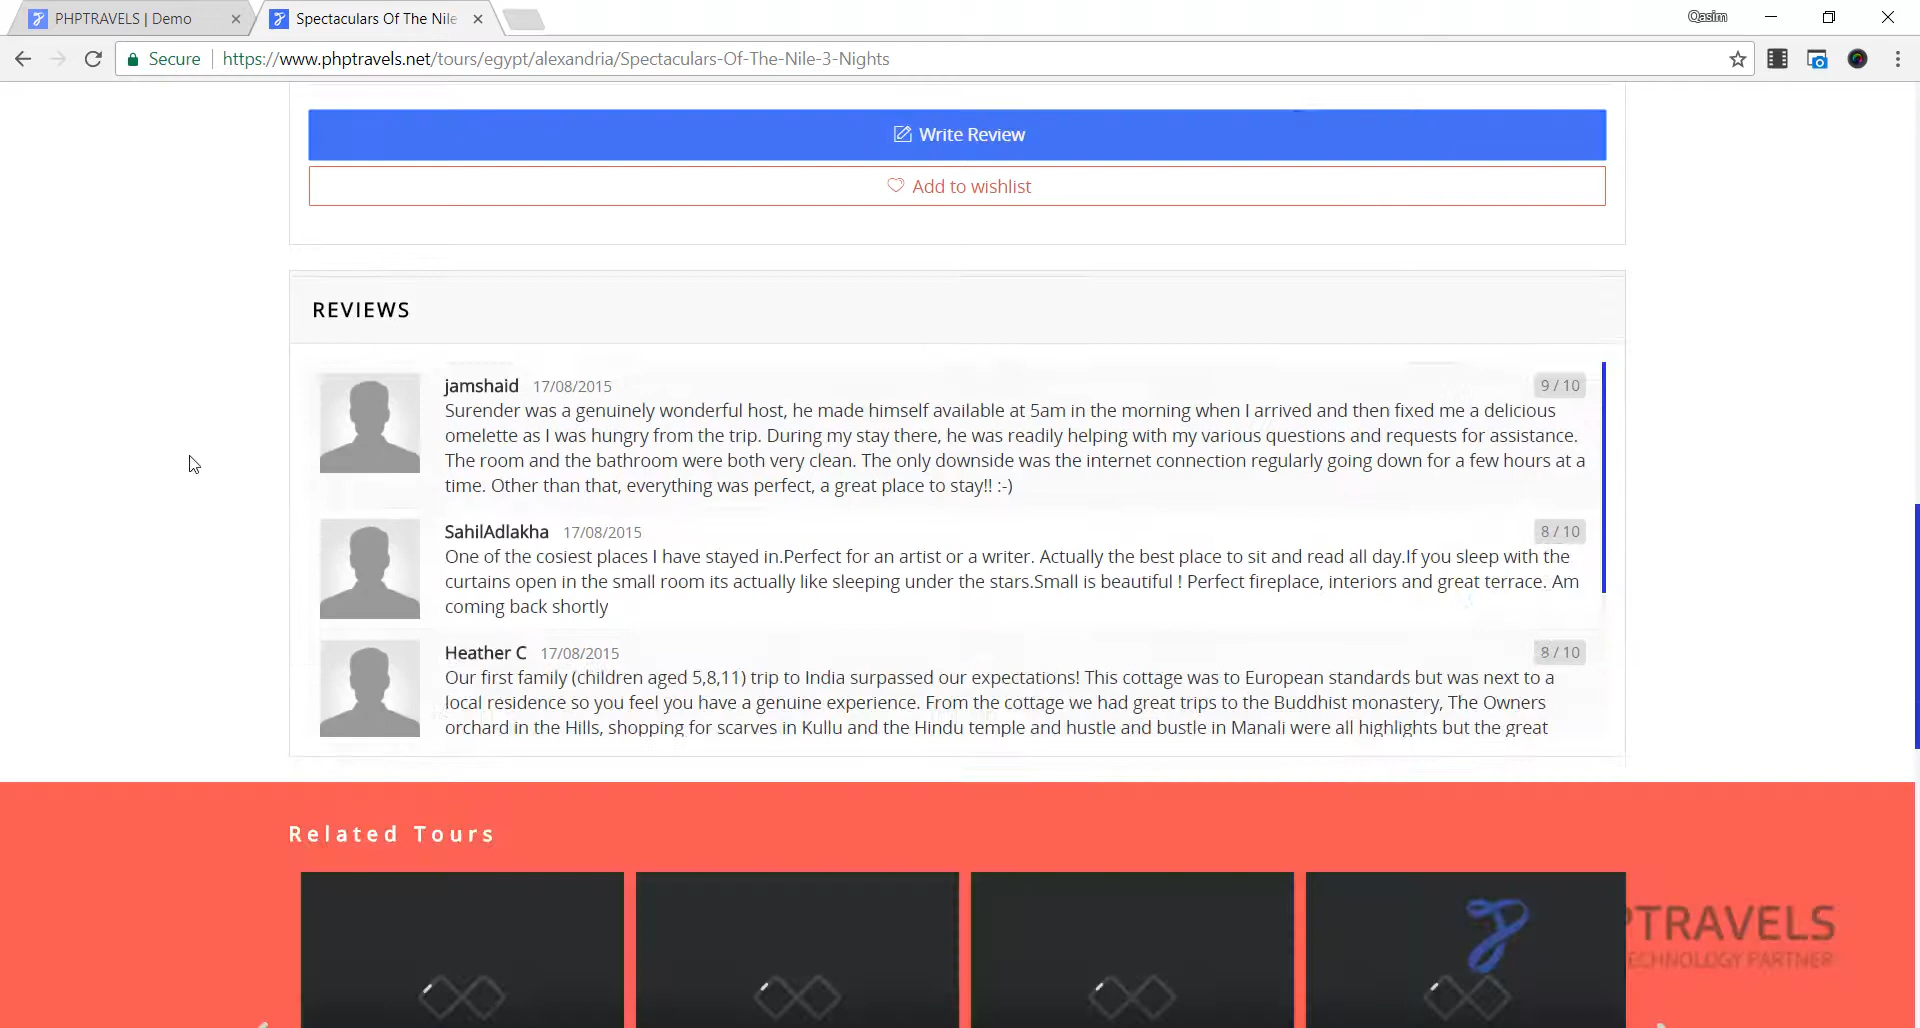 PHPTRAVELS | Demo
Spectaculars Of The Nile
Qasim
Secure
https://www.phptravels.net/tours/egypt/alexandria/Spectaculars-Of-The-Nile-3-Nights
Write Review
Add to wishlist
REVIEWS
jamshaid 17/08/2015 9 / 10
Surender was a genuinely wonderful host, he made himself available at 5am in the morning when I arrived and then fixed me a delicious
omelette as I was hungry from the trip. During my stay there, he was readily helping with my various questions and requests for assistance.
The room and the bathroom were both very clean. The only downside was the internet connection regularly going down for a few hours at a
time. Other than that, everything was perfect, a great place to stay!! :-)
SahilAdlakha 17/08/2015 8 / 10
One of the cosiest places I have stayed in.Perfect for an artist or a writer. Actually the best place to sit and read all day.If you sleep with the
curtains open in the small room its actually like sleeping under the stars.Small is beautiful ! Perfect fireplace, interiors and great terrace. Am
coming back shortly
Heather C 17/08/2015 8 / 10
Our first family (children aged 5,8,11) trip to India surpassed our expectations! This cottage was to European standards but was next to a
local residence so you feel you have a genuine experience. From the cottage we had great trips to the Buddhist monastery, The Owners
orchard in the Hills, shopping for scarves in Kullu and the Hindu temple and hustle and bustle in Manali were all highlights but the great
Related Tours
PTRAVELS
ECHNOLOGY PARTNER